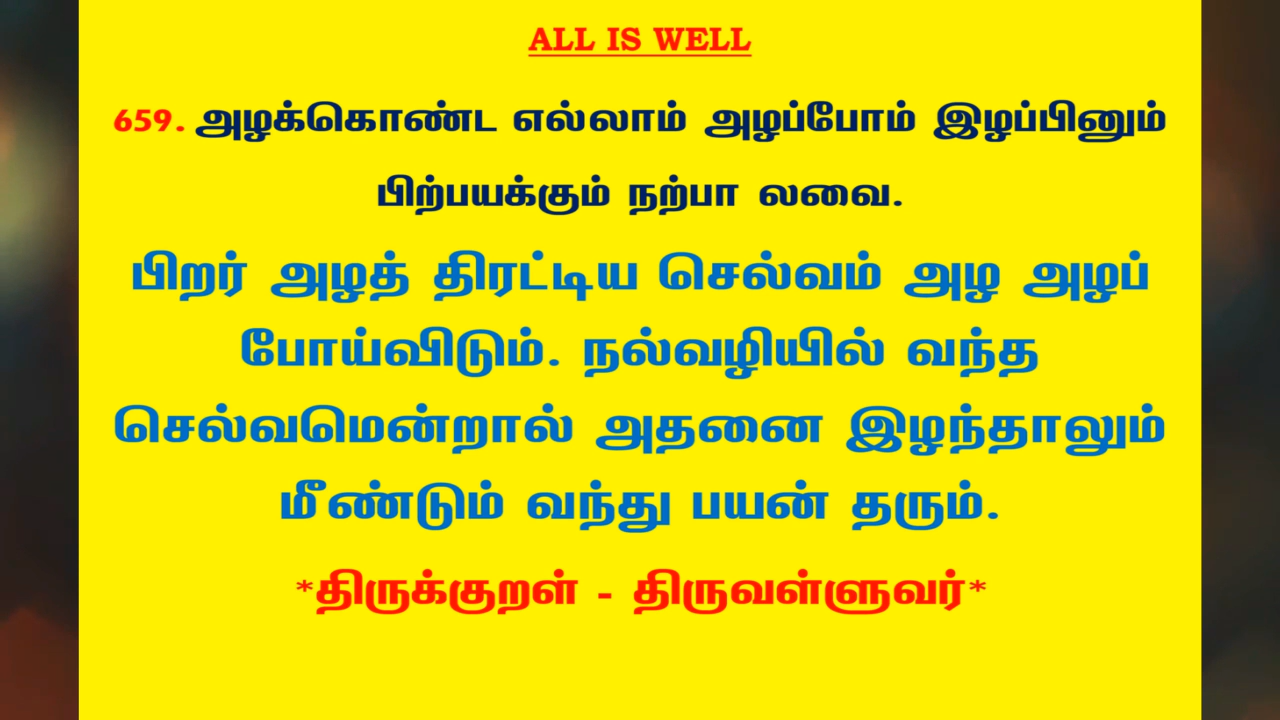 ALL IS WELL
659. அழக்கொண்ட எல்லாம் அழப்போம் இழப்பினும்
பிற்பயக்கும் நற்பா லவை.
பிறர் அழத் திரட்டிய செல்வம் அழ அழப்
போய்விடும். நல்வழியில் வந்த
செல்வமென்றால் அதனை இழந்தாலும்
மீண்டும் வந்து பயன் தரும்.
*திருக்குறள் - திருவள்ளுவர்*